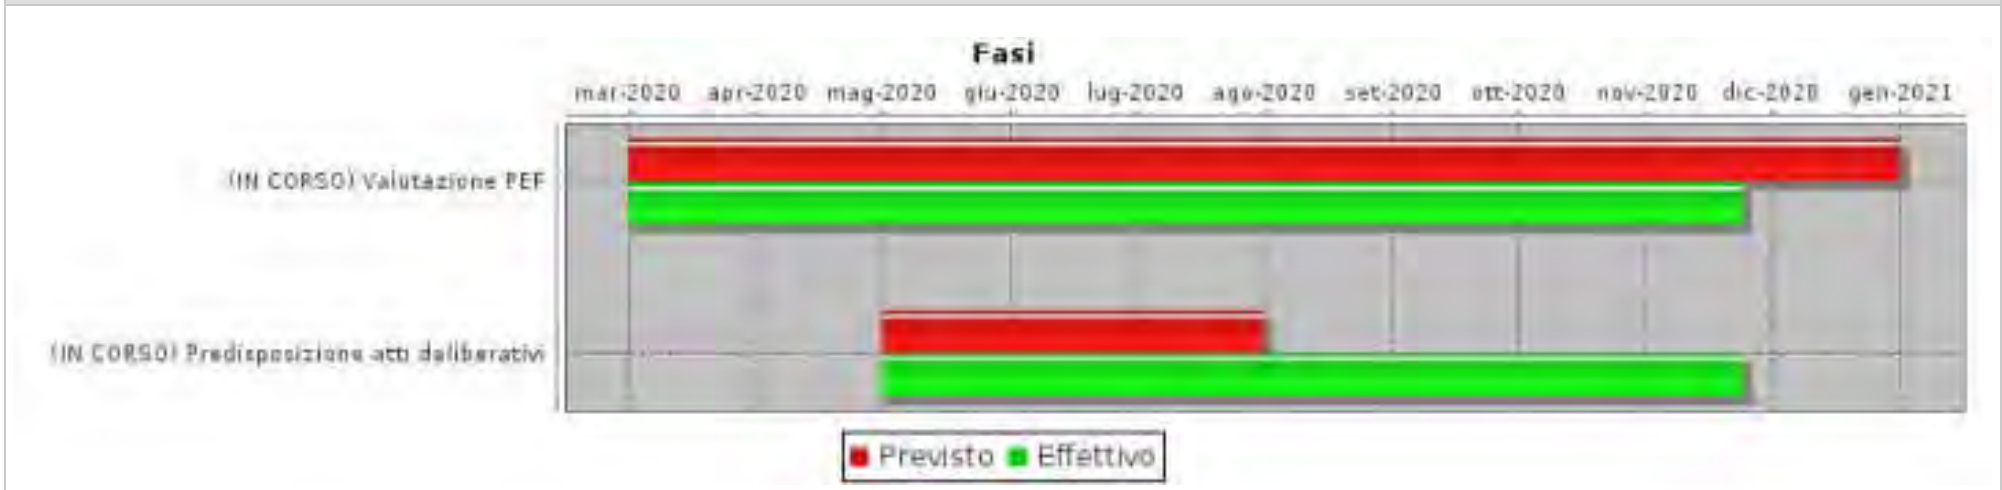 Fasi
mar-2020 apr-2020 mag-2020 giu-2020 lug-2020 ago-2020 set-2020 ott-2020 nov-2020 dic-2020 gen-2021
(IN CORSO) Valutazione PEF
(IN CORSO) Predisposizione atti deliberativi
Previsto Effettivo